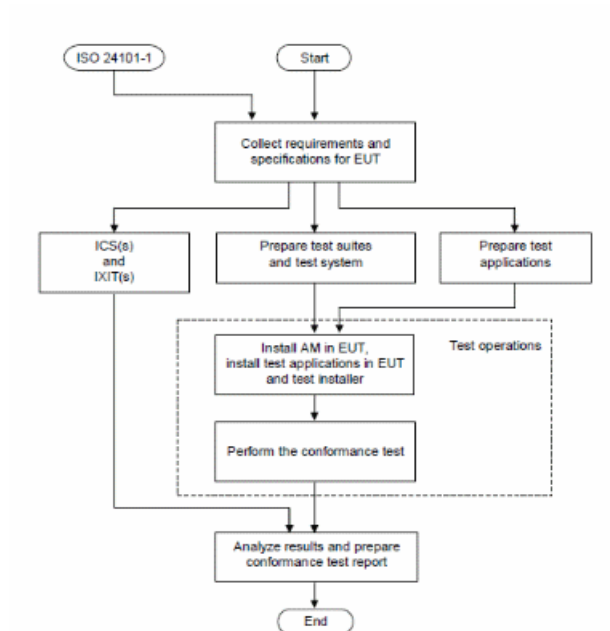 ISO 24101-1
Start
Collect requirements and
specifications for EUT
ICS(s)
and
IXIT(s)
Prepare test suites
and test system
Prepare test
applications
Test operations
Install AM in EUT,
install test applications in EUT
and test installer
Perform the conformance test
Analyze results and prepare
conformance test report
End